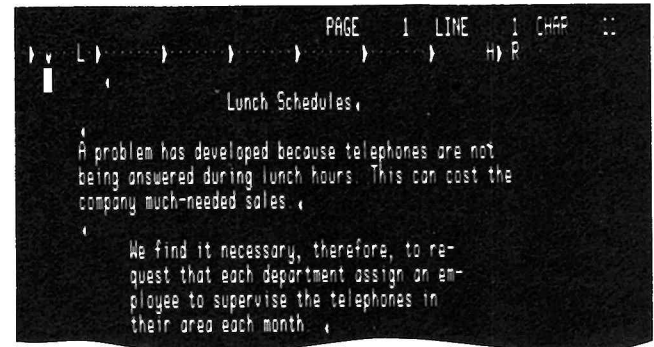 PAGE 1 LINE 1 CHAR
L H R
Lunch Schedules
A problem has developed because telephones are not
being answered during lunch hours. This can cost the
company much-needed sales.
We find it necessary, therefore, to re-
quest that each department assign an em-
ployee to supervise the telephones in
their area each month.